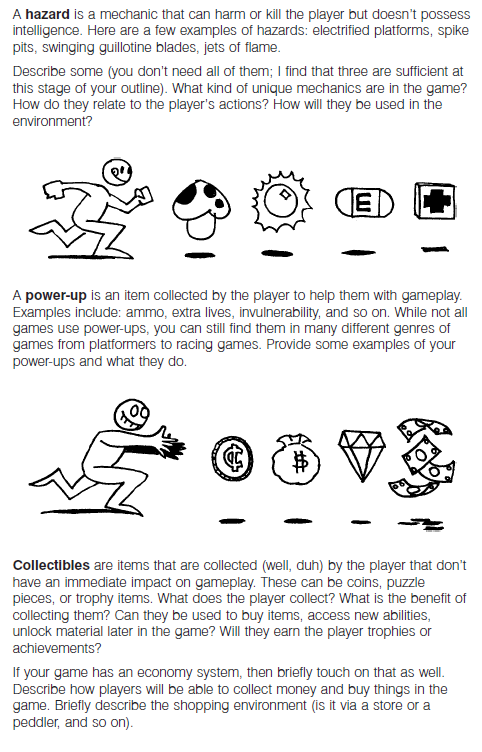 A hazard is a mechanic that can harm or kill the player but doesn't possess
intelligence. Here are a few examples of hazards: electrified platforms, spike
pits, swinging guillotine blades, jets of flame.
Describe some (you don't need all of them; I find that three are sufficient at
this stage of your outline). What kind of unique mechanics are in the game?
How do they relate to the player's actions? How will they be used in the
environment?
E
A power-up is an item collected by the player to help them with gameplay.
Examples include: ammo, extra lives, invulnerability, and so on. While not all
games use power-ups, you can still find them in many different genres of
games from platformers to racing games. Provide some examples of your
power-ups and what they do.
¢
$
Collectibles are items that are collected (well, duh) by the player that don't
have an immediate impact on gameplay. These can be coins, puzzle
pieces, or trophy items. What does the player collect? What is the benefit of
collecting them? Can they be used to buy items, access new abilities,
unlock material later in the game? Will they earn the player trophies or
achievements?
If your game has an economy system, then briefly touch on that as well.
Describe how players will be able to collect money and buy things in the
game. Briefly describe the shopping environment (is it via a store or a
peddler, and so on).